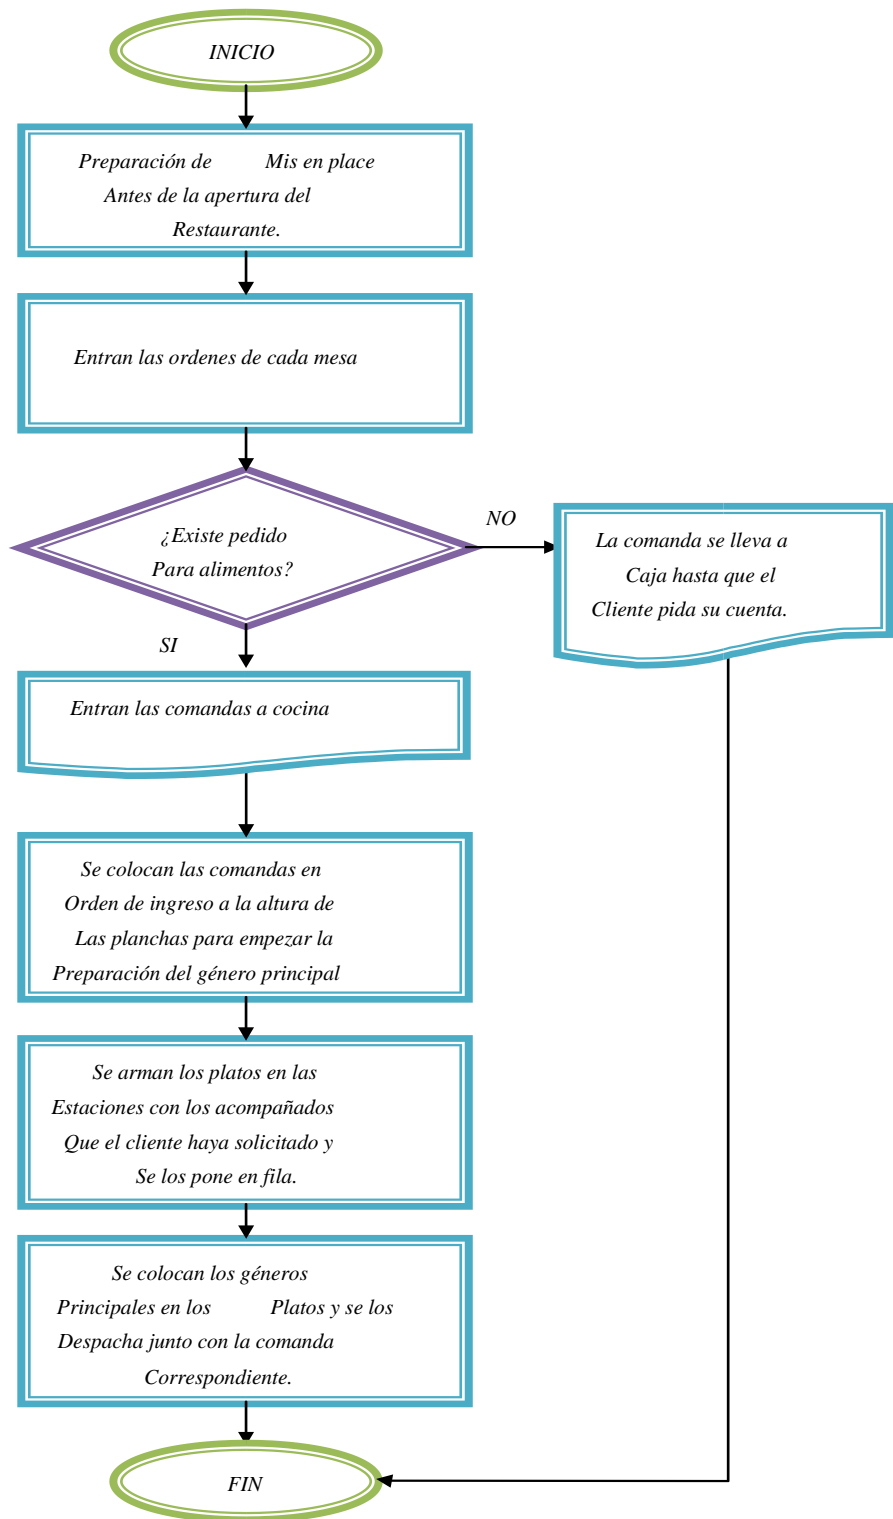 INICIO
Preparación de Mis en place
Antes de la apertura del
Restaurante.
Entran las ordenes de cada mesa
¿Existe pedido
Para alimentos?
NO
La comanda se lleva a
Caja hasta que el
Cliente pida su cuenta.
SI
Entran las comandas a cocina
Se colocan las comandas en
Orden de ingreso a la altura de
Las planchas para empezar la
Preparación del género principal
Se arman los platos en las
Estaciones con los acompañados
Que el cliente haya solicitado y
Se los pone en fila.
Se colocan los géneros
Principales en los Platos y se los
Despacha junto con la comanda
Correspondiente.
FIN